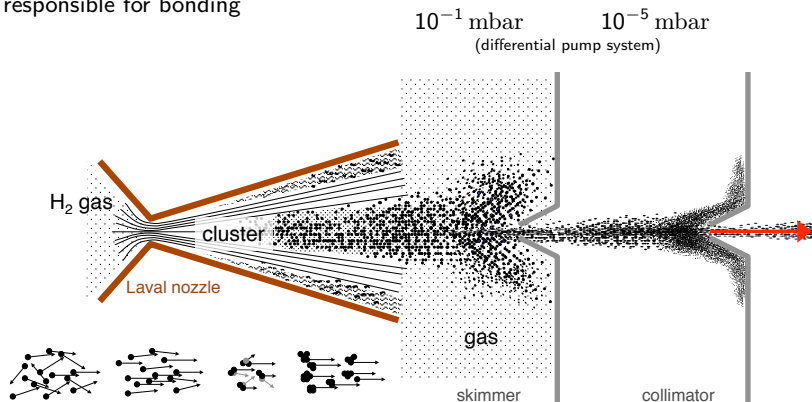 responsible for bonding
10⁻¹ mbar
10⁻⁵ mbar
(differential pump system)
H₂ gas
cluster
Laval nozzle
gas
skimmer
collimator